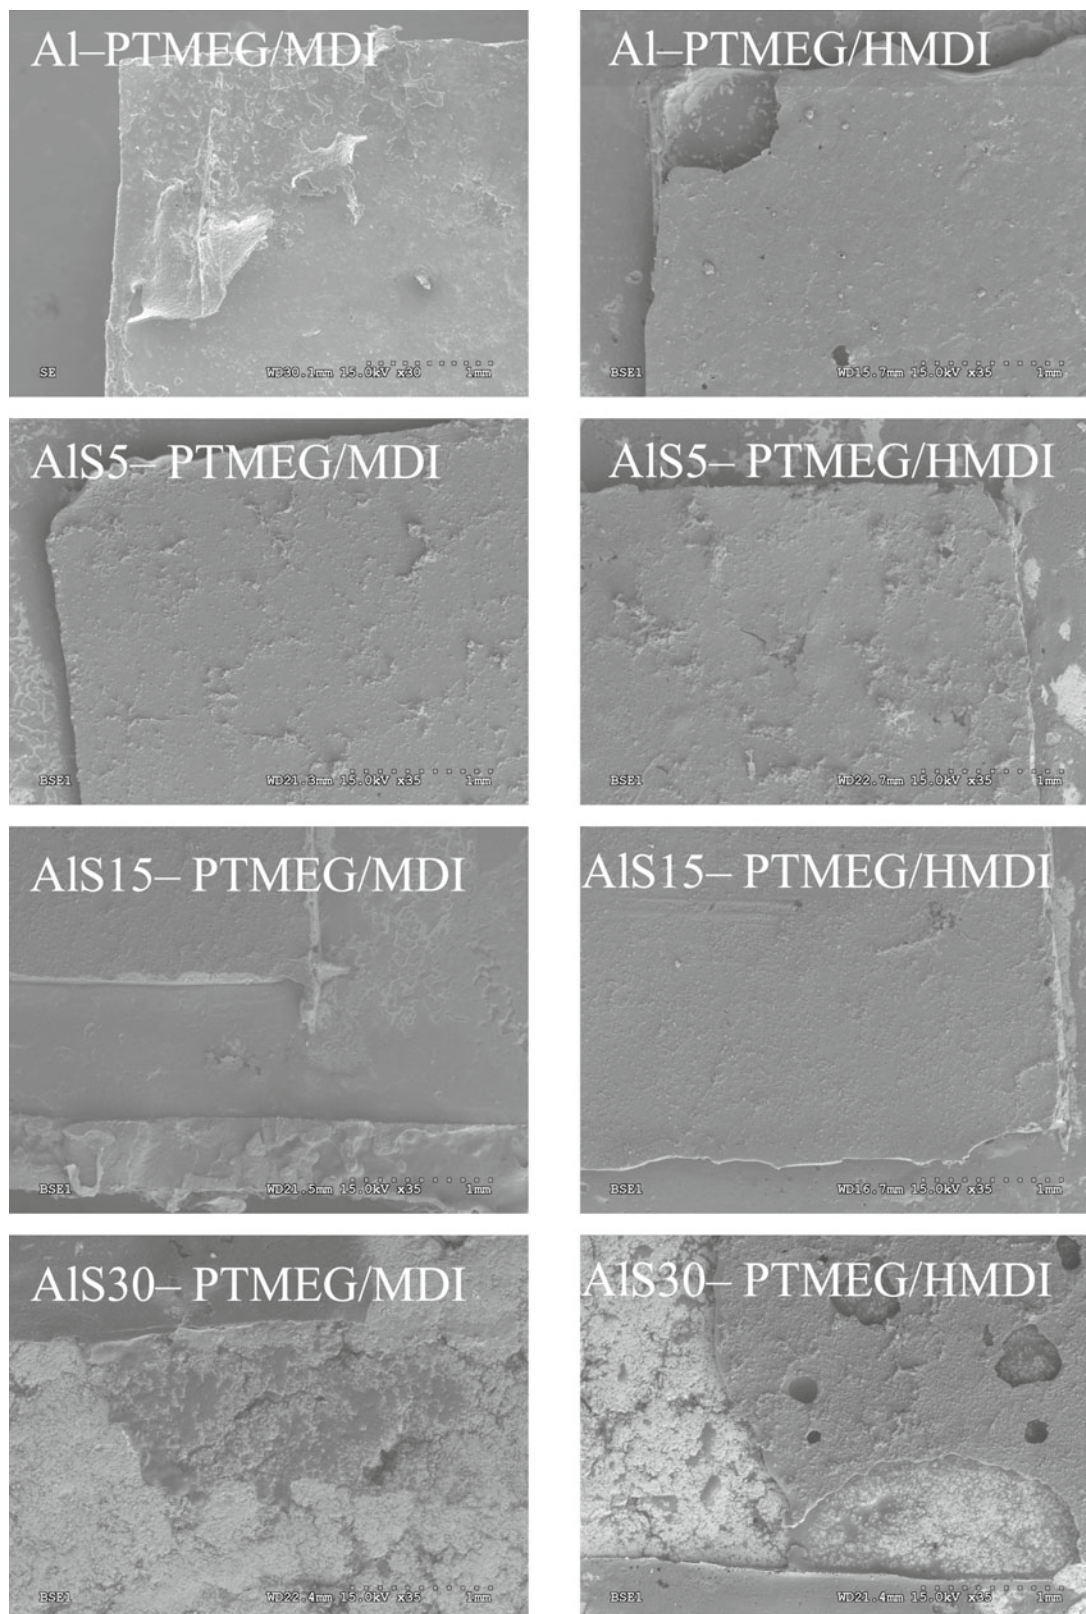 Al–PTMEG/MDI
SE WD30.1mm 15.0kV x30 1mm
Al–PTMEG/HMDI
BSE1 WD15.7mm 15.0kV x35 1mm
AlS5– PTMEG/MDI
BSE1 WD21.3mm 15.0kV x35 1mm
AlS5– PTMEG/HMDI
BSE1 WD22.7mm 15.0kV x35 1mm
AlS15– PTMEG/MDI
BSE1 WD21.5mm 15.0kV x35 1mm
AlS15– PTMEG/HMDI
BSE1 WD16.7mm 15.0kV x35 1mm
AlS30– PTMEG/MDI
BSE1 WD22.4mm 15.0kV x35 1mm
AlS30– PTMEG/HMDI
BSE1 WD21.4mm 15.0kV x35 1mm